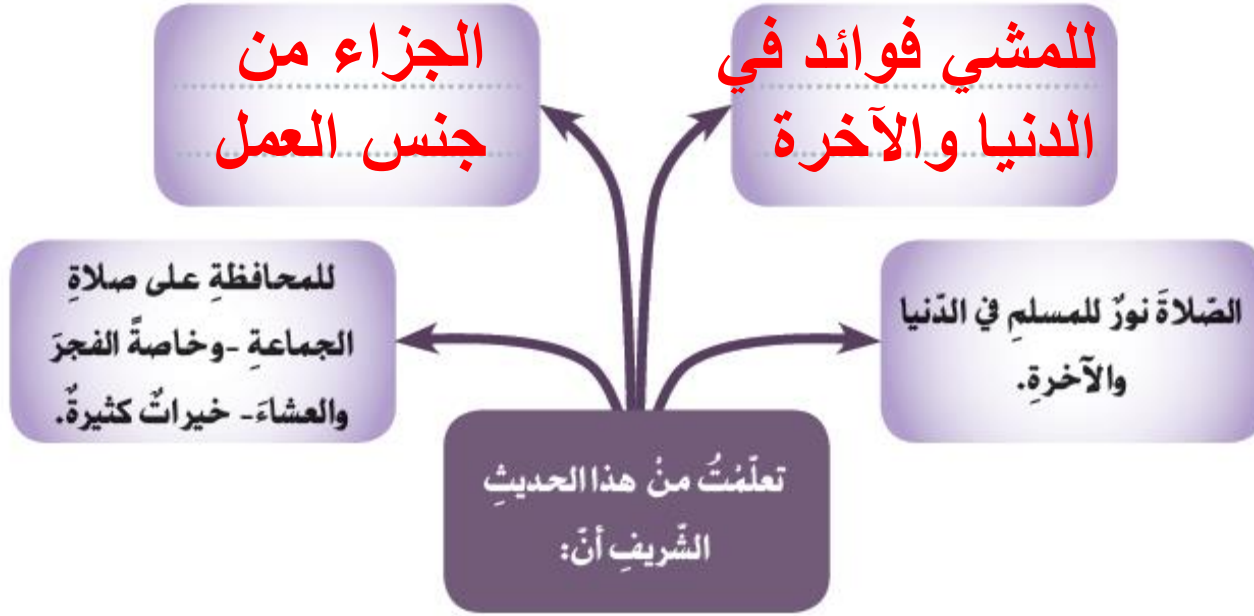 للمشي فوائد في
الدنيا والآخرة
الجزاء من
جنس العمل
الصّلاةَ نورٌ للمسلمِ في الدّنيا
والآخرةِ.
للمحافظةِ على صلاةِ
الجماعةِ -وخاصةً الفجرَ
والعشاءَ- خيراتٌ كثيرةٌ.
تعلّمْتُ منْ هذا الحديثِ
الشّريفِ أنّ: